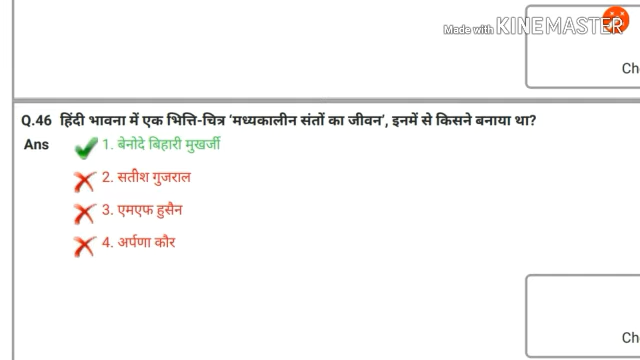 Made with KINEMASTER
Ch
Q.46 हिंदी भावना में एक भित्ति-चित्र ‘मध्यकालीन संतों का जीवन’, इनमें से किसने बनाया था?
Ans 1. बेनोदे बिहारी मुखर्जी
2. सतीश गुजराल
3. एमएफ हुसैन
4. अर्पणा कौर
Ch